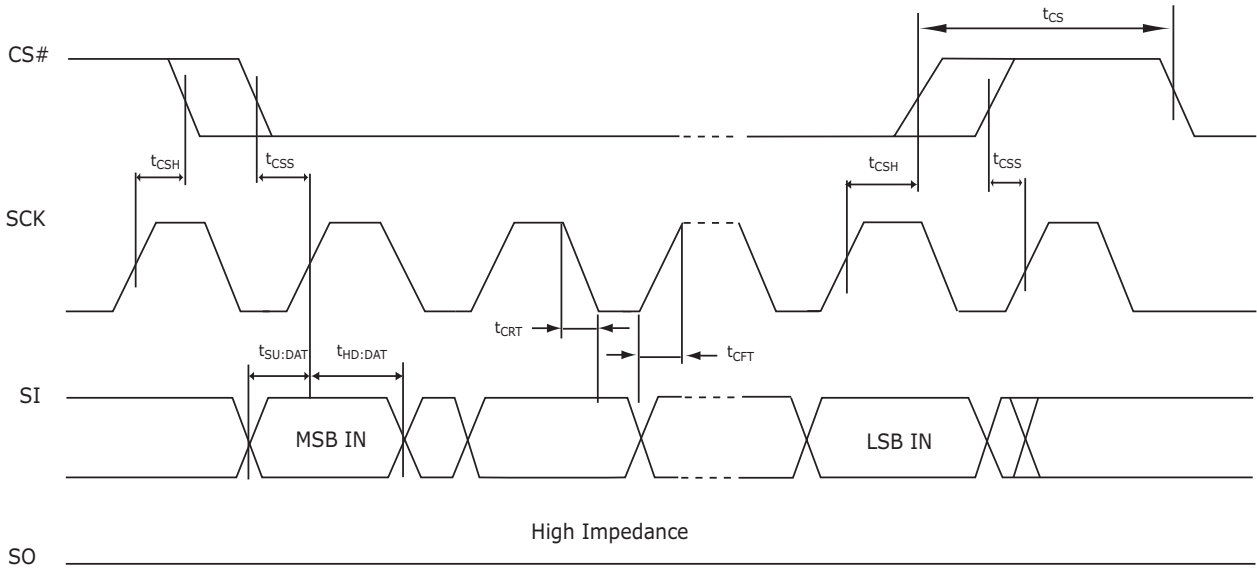 tCS
CS#
tCSH
tCSS
tCSH
tCSS
SCK
tCRT
tCFT
tSU:DAT
tHD:DAT
SI
MSB IN
LSB IN
High Impedance
SO